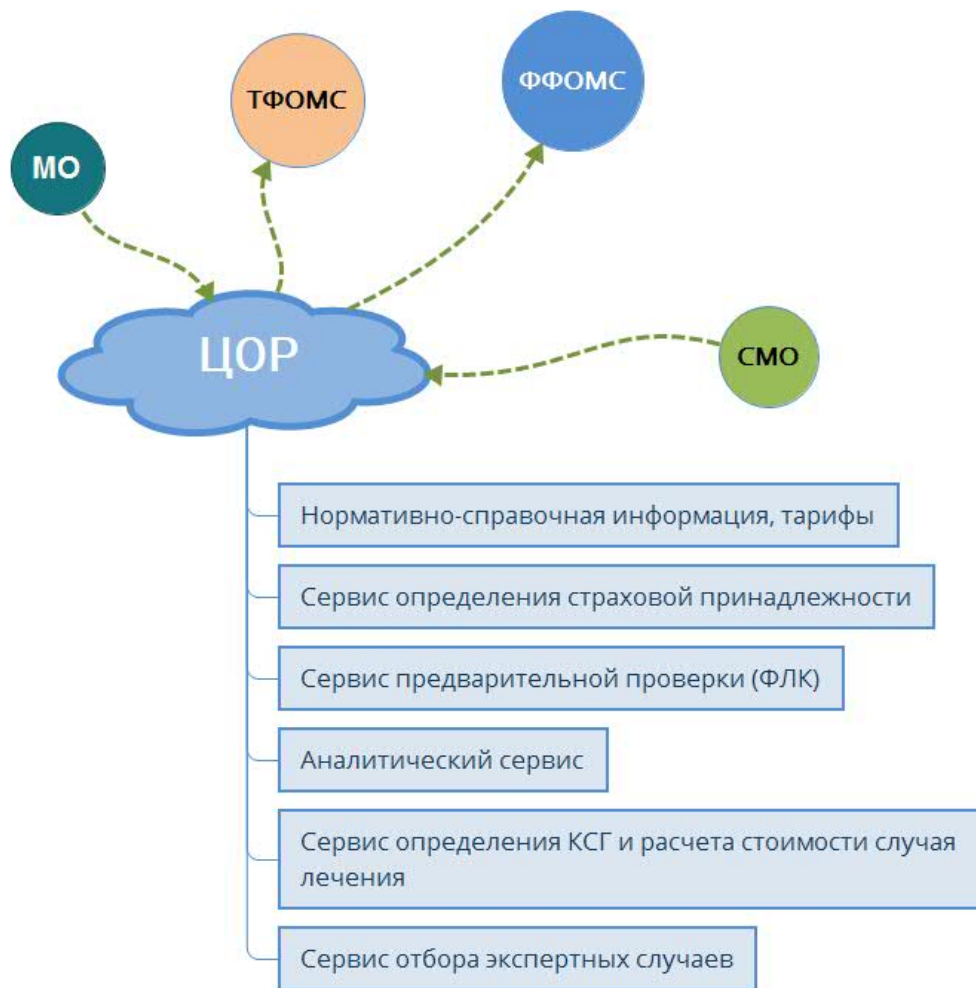 ТФОМС
ФФОМС
МО
ЦОР
СМО
Нормативно-справочная информация, тарифы
Сервис определения страховой принадлежности
Сервис предварительной проверки (ФЛК)
Аналитический сервис
Сервис определения КСГ и расчета стоимости случая
лечения
Сервис отбора экспертных случаев